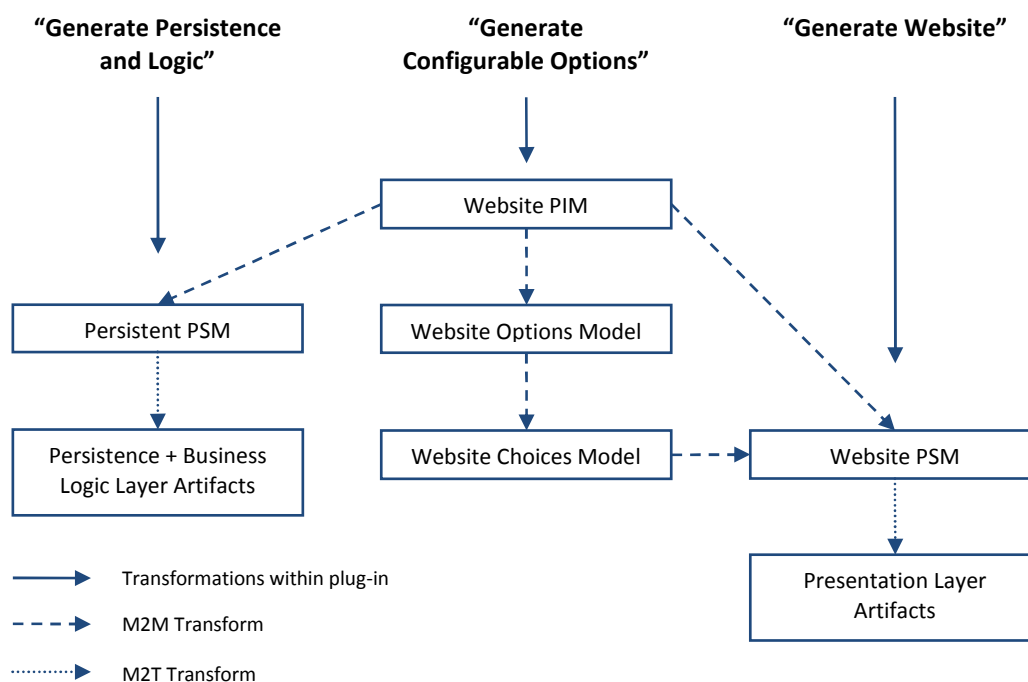 “Generate Persistence
and Logic”
“Generate
Configurable Options”
“Generate Website”
Website PIM
Persistent PSM
Website Options Model
Persistence + Business
Logic Layer Artifacts
Website Choices Model
Website PSM
Presentation Layer
Artifacts
Transformations within plug-in
M2M Transform
M2T Transform